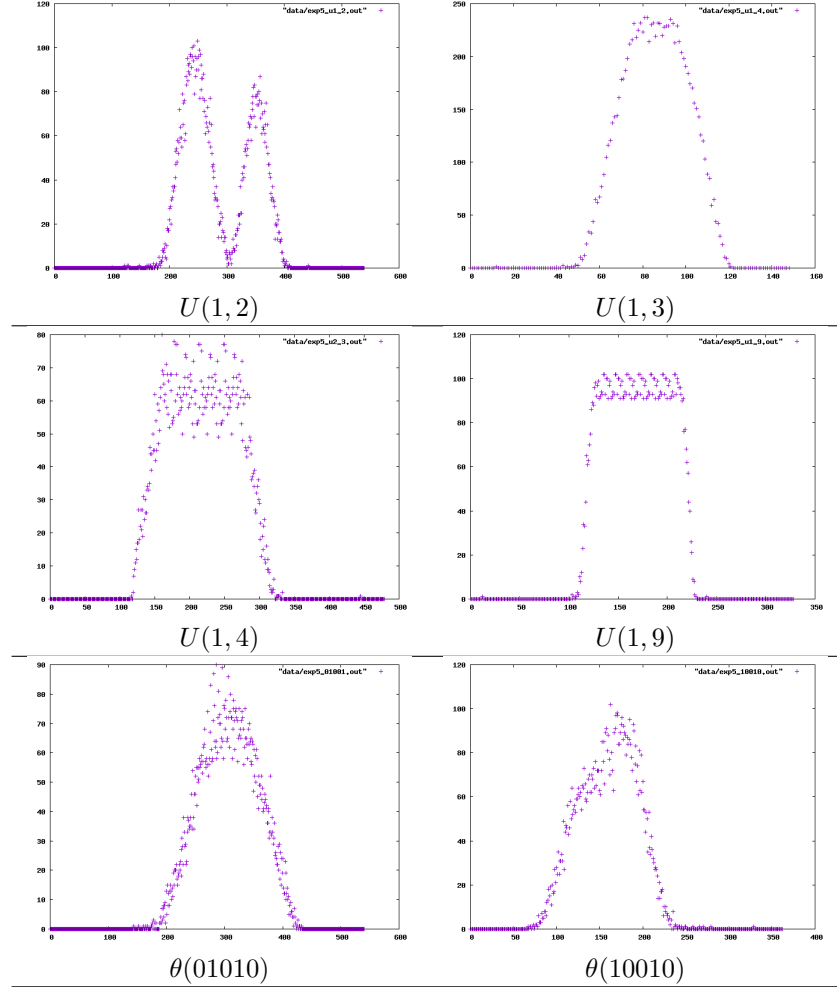 120
"data/exp5_u1_2.out"
100
80
60
40
20
0
0 100 200 300 400 500 600
U(1, 2)
250
"data/exp5_u1_4.out"
200
150
100
50
0
0 20 40 60 80 100 120 140 160
U(1, 3)
80
"data/exp5_u2_3.out"
70
60
50
40
30
20
10
0
0 50 100 150 200 250 300 350 400 450 500
U(1, 4)
120
"data/exp5_u1_9.out"
100
80
60
40
20
0
0 50 100 150 200 250 300 350
U(1, 9)
90
"data/exp5_01001.out"
80
70
60
50
40
30
20
10
0
0 100 200 300 400 500 600
θ(01010)
120
"data/exp5_10010.out"
100
80
60
40
20
0
0 50 100 150 200 250 300 350 400
θ(10010)